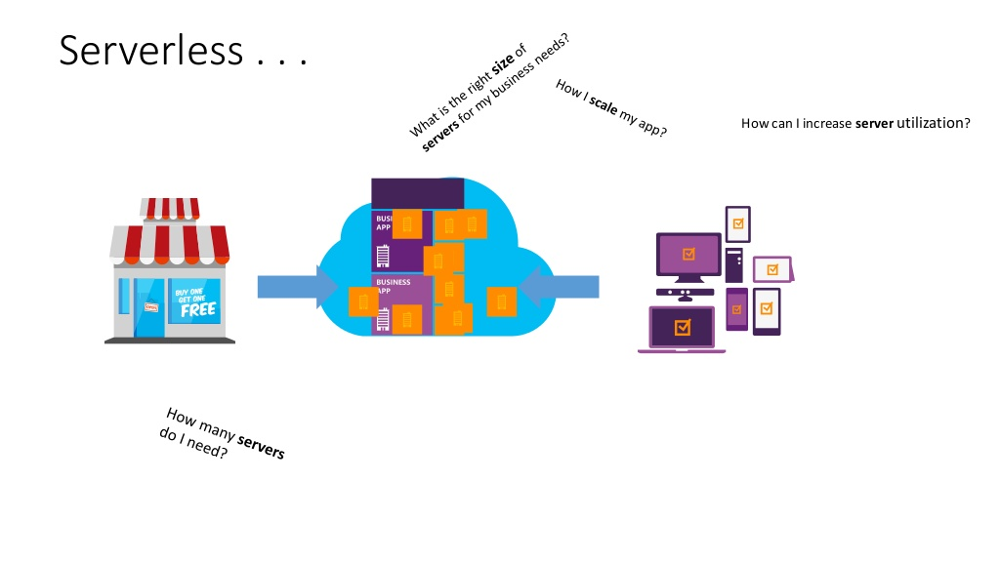 Serverless . . .
What is the right size of
servers for my business needs?
How I scale my app?
How can I increase server utilization?
BUSI
APP
BUSINESS
APP
BUY ONE
GET ONE
FREE
OPEN
How many servers
do I need?